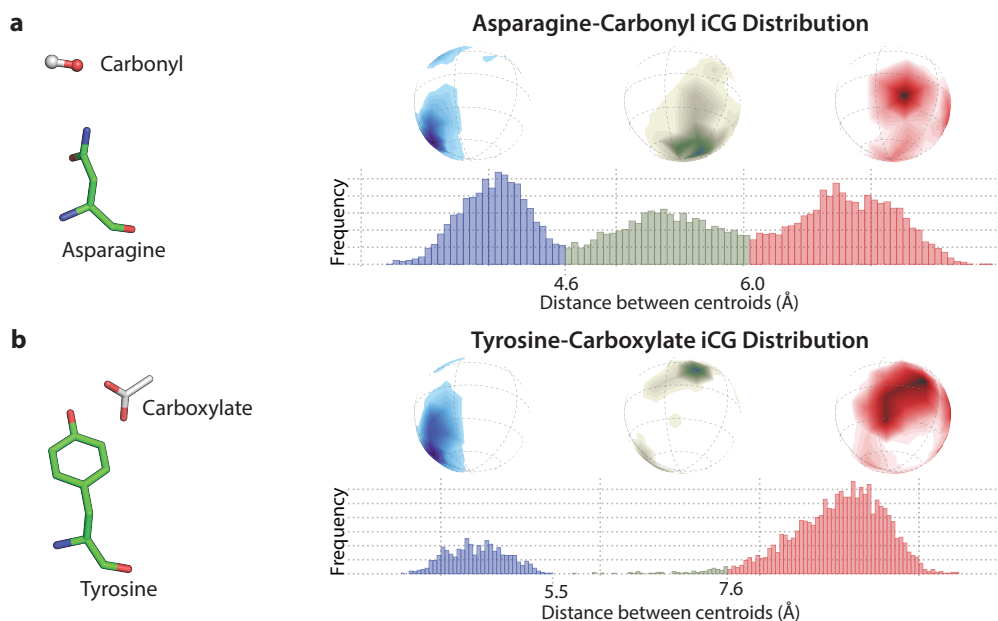 a
Asparagine-Carbonyl iCG Distribution
Carbonyl
Asparagine
Frequency
4.6
6.0
Distance between centroids (Å)
b
Tyrosine-Carboxylate iCG Distribution
Carboxylate
Tyrosine
Frequency
5.5
7.6
Distance between centroids (Å)